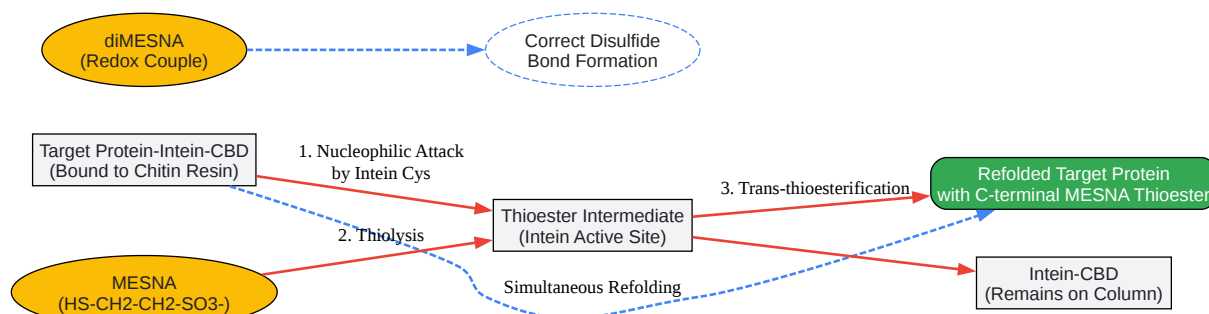 diMESNA
(Redox Couple)
Correct Disulfide
Bond Formation
Target Protein-Intein-CBD
(Bound to Chitin Resin)
1. Nucleophilic Attack
by Intein Cys
Thioester Intermediate
(Intein Active Site)
2. Thiolysis
MESNA
(HS-CH2-CH2-SO3-)
3. Trans-thioesterification
Refolded Target Protein
with C-terminal MESNA Thioester
Simultaneous Refolding
Intein-CBD
(Remains on Column)